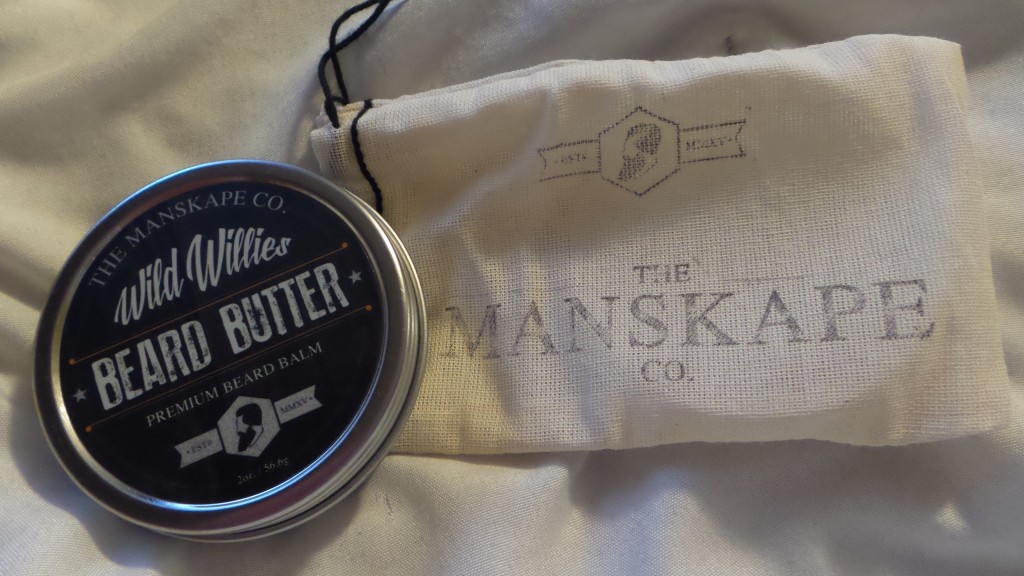 THE MANSKAPE CO.
Wild Willies
BEARD BUTTER
PREMIUM BEARD BALM
• ESTD MMXV •
2oz. / 56.6g
• ESTD MMXV •
THE
MANSKAPE
CO.